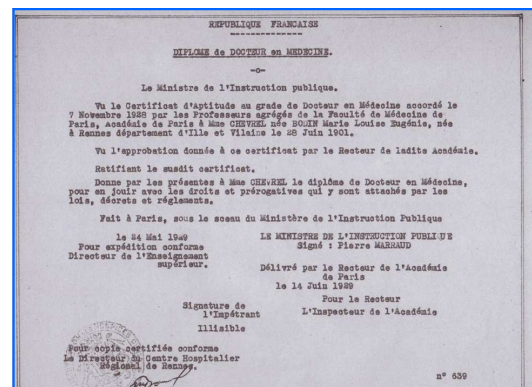 REPUBLIQUE FRANCAISE
DIPLOME de DOCTEUR en MEDECINE.
-o-
Le Ministre de l'Instruction publique.
Vu le Certificat d'Aptitude au grade de Docteur en Médecine accordé le
7 Novembre 1928 par les Professeurs agrégés de la Faculté de Médecine de
Paris, Académie de Paris à Mme CHEVREL née BODIN Marie Louise Eugénie, née
à Rennes département d'Ille et Vilaine le 28 Juin 1901.
Vu l'approbation donnée à ce certificat par le Recteur de ladite Académie.
Ratifiant le susdit certificat.
Donne par les présentes à Mme CHEVREL le diplôme de Docteur en Médecine,
pour en jouir avec les droits et prérogatives qui y sont attachés par les
lois, décrets et réglements.
Fait à Paris, sous le sceau du Ministère de l'Instruction Publique
le 24 Mai 1929
LE MINISTRE DE L'INSTRUCTION PUBLIQUE
Pour expédition conforme
Signé : Pierre MARRAUD
Directeur de l'Enseignement
supérieur.
Délivré par le Recteur de l'Académie
de Paris
le 14 Juin 1929
Pour le Recteur
Signature de
l'Impétrant
L'Inspecteur de l'Académie
Illisible
Pour copie certifiée conforme
Le Directeur du Centre Hospitalier
Régional de Rennes.
n° 639